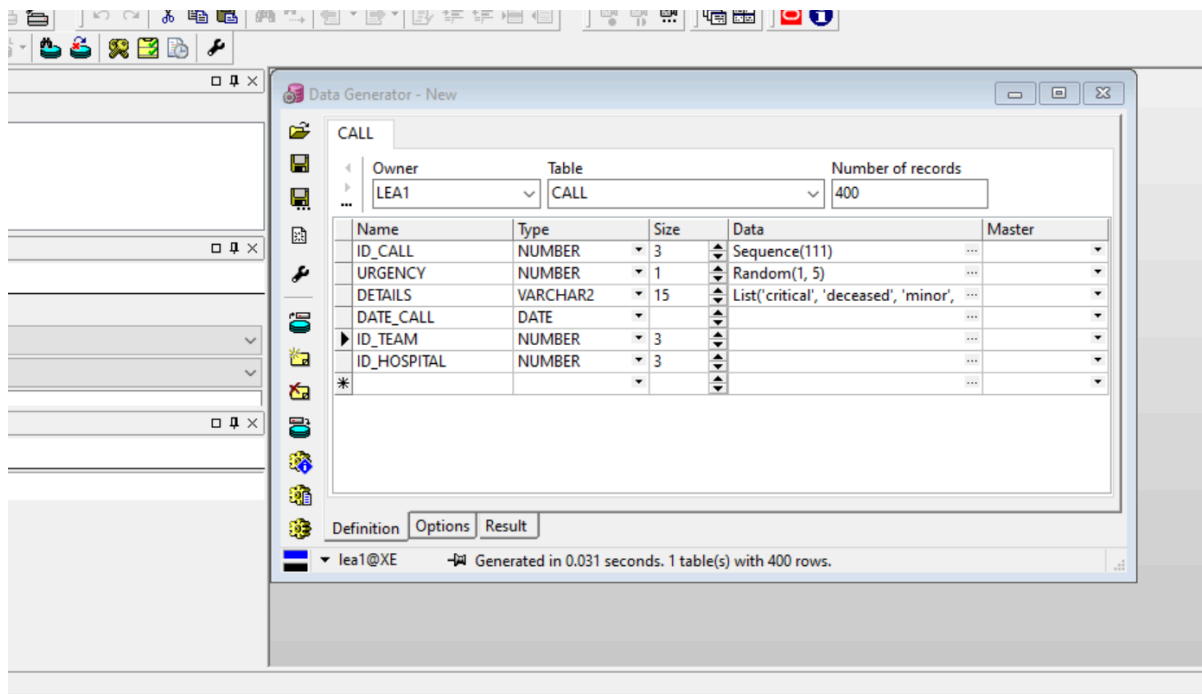 Data Generator - New
CALL
Owner Table Number of records
LEA1 CALL 400
Name Type Size Data Master
ID_CALL NUMBER 3 Sequence(111) ...
URGENCY NUMBER 1 Random(1, 5) ...
DETAILS VARCHAR2 15 List('critical', 'deceased', 'minor', ...
DATE_CALL DATE ...
ID_TEAM NUMBER 3 ...
ID_HOSPITAL NUMBER 3 ...
* ...
Definition Options Result
lea1@XE Generated in 0.031 seconds. 1 table(s) with 400 rows.